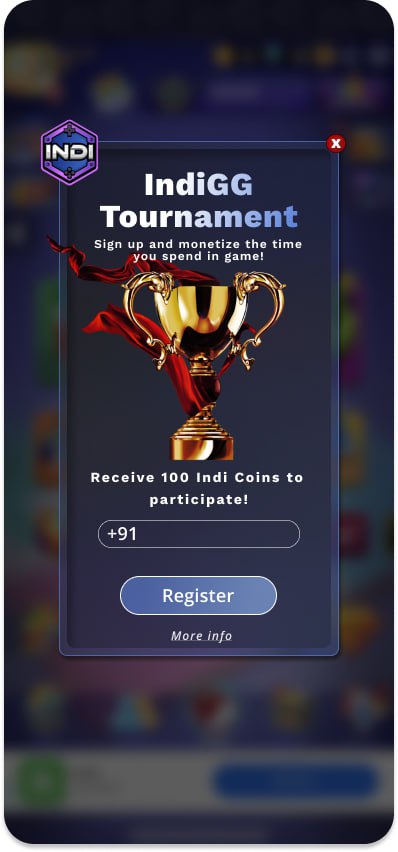 INDI
X
IndiGG
Tournament
Sign up and monetize the time
you spend in game!
Receive 100 Indi Coins to
participate!
+91
Register
More info